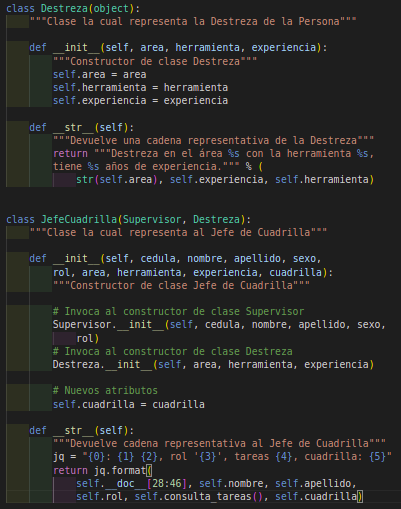 class Destreza(object):
    """Clase la cual representa la Destreza de la Persona"""

    def __init__(self, area, herramienta, experiencia):
        """Constructor de clase Destreza"""
        self.area = area
        self.herramienta = herramienta
        self.experiencia = experiencia

    def __str__(self):
        """Devuelve una cadena representativa de la Destreza"""
        return """Destreza en el área %s con la herramienta %s,
        tiene %s años de experiencia.""" % (
            str(self.area), self.experiencia, self.herramienta)


class JefeCuadrilla(Supervisor, Destreza):
    """Clase la cual representa al Jefe de Cuadrilla"""

    def __init__(self, cedula, nombre, apellido, sexo,
        rol, area, herramienta, experiencia, cuadrilla):
        """Constructor de clase Jefe de Cuadrilla"""

        # Invoca al constructor de clase Supervisor
        Supervisor.__init__(self, cedula, nombre, apellido, sexo,
            rol)
        # Invoca al constructor de clase Destreza
        Destreza.__init__(self, area, herramienta, experiencia)

        # Nuevos atributos
        self.cuadrilla = cuadrilla

    def __str__(self):
        """Devuelve cadena representativa al Jefe de Cuadrilla"""
        jq = "{0}: {1} {2}, rol '{3}', tareas {4}, cuadrilla: {5}"
        return jq.format(
            self.__doc__[28:46], self.nombre, self.apellido,
            self.rol, self.consulta_tareas(), self.cuadrilla)